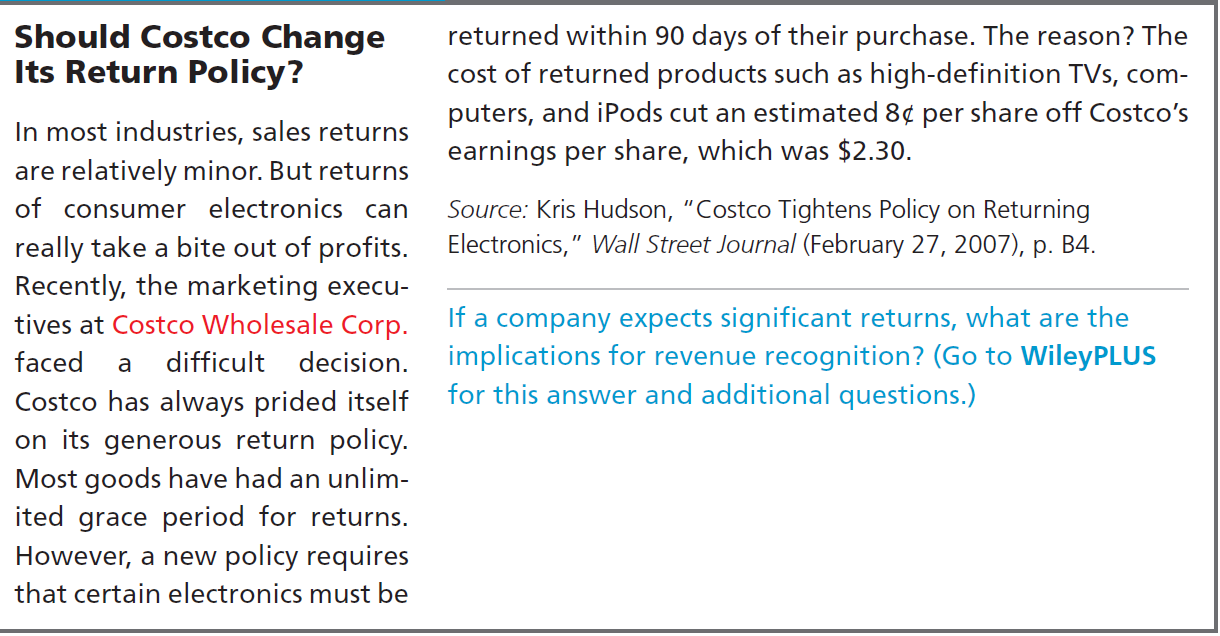 Should Costco Change
Its Return Policy?
In most industries, sales returns
are relatively minor. But returns
of consumer electronics can
really take a bite out of profits.
Recently, the marketing execu-
tives at Costco Wholesale Corp.
faced a difficult decision.
Costco has always prided itself
on its generous return policy.
Most goods have had an unlim-
ited grace period for returns.
However, a new policy requires
that certain electronics must be
returned within 90 days of their purchase. The reason? The
cost of returned products such as high-definition TVs, com-
puters, and iPods cut an estimated 8¢ per share off Costco’s
earnings per share, which was $2.30.
Source: Kris Hudson, “Costco Tightens Policy on Returning
Electronics,” Wall Street Journal (February 27, 2007), p. B4.
If a company expects significant returns, what are the
implications for revenue recognition? (Go to WileyPLUS
for this answer and additional questions.)